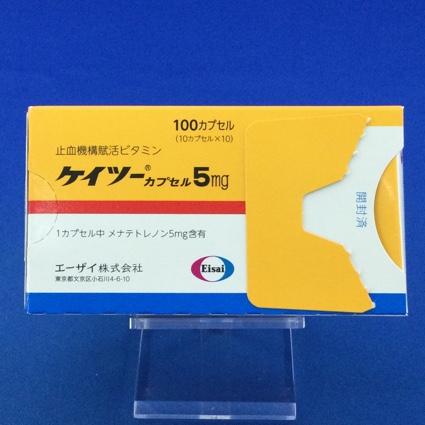 100カプセル
(10カプセル×10)
止血機構賦活ビタミン
ケイツー®カプセル5mg
1カプセル中 メナテトレノン5mg含有
エーザイ株式会社
東京都文京区小石川4-6-10
Eisai
開封済